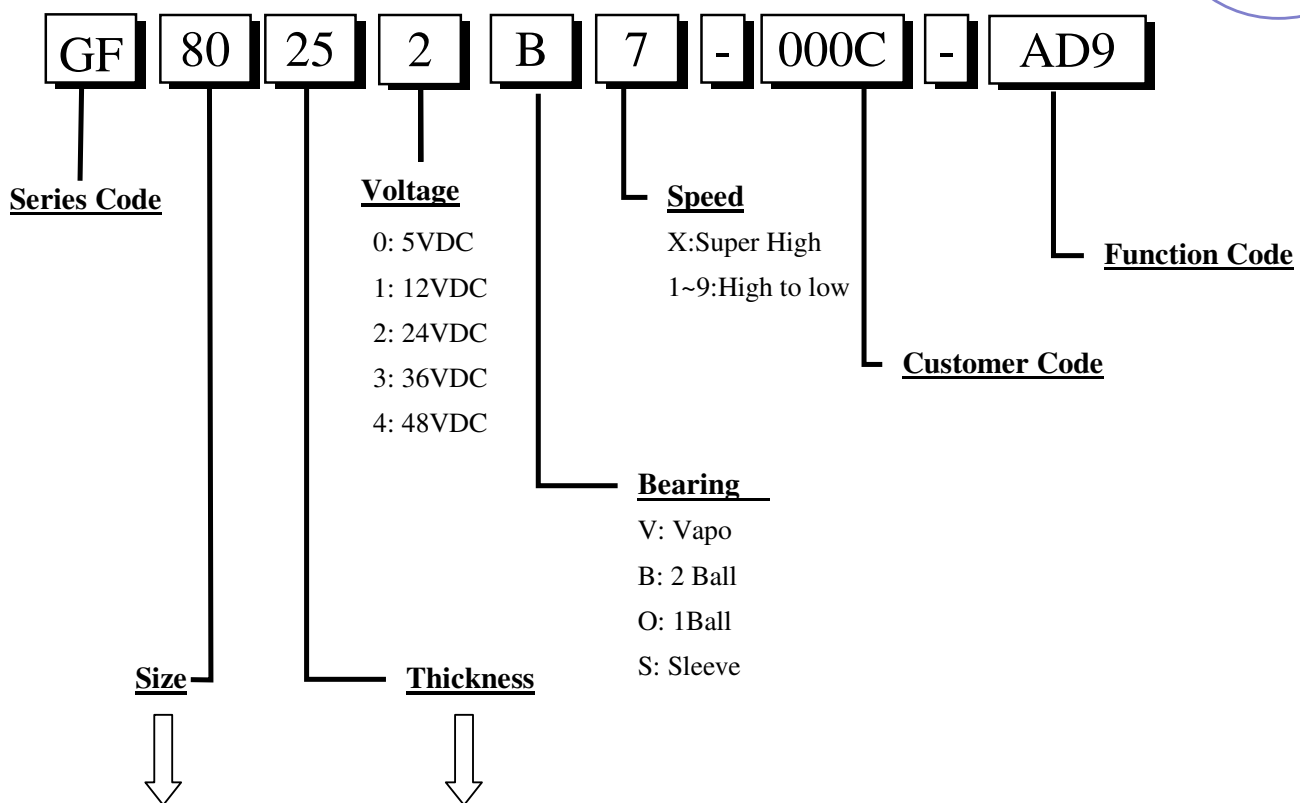 GF 80 25 2 B 7 - 000C - AD9
Series Code
Voltage
0: 5VDC
1: 12VDC
2: 24VDC
3: 36VDC
4: 48VDC
Speed
X:Super High
1~9:High to low
Function Code
Customer Code
Bearing
V: Vapo
B: 2 Ball
O: 1Ball
S: Sleeve
Size
Thickness